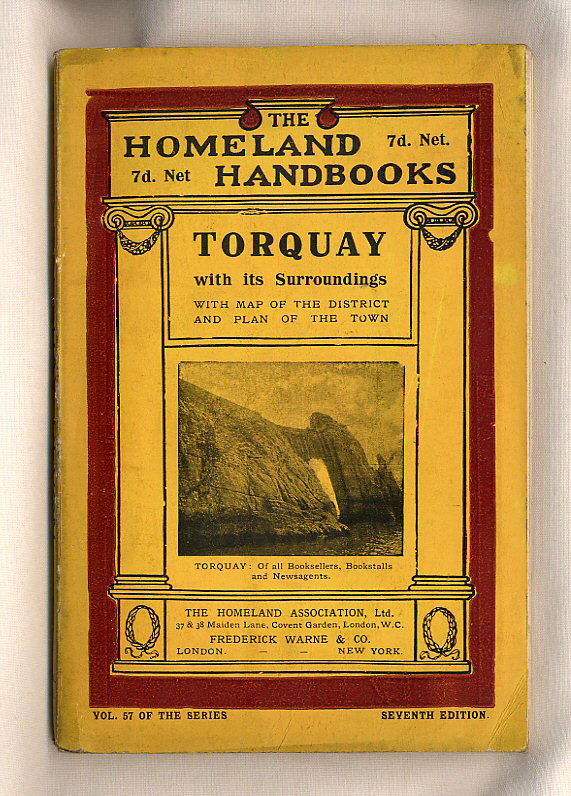 THE
HOMELAND 7d. Net.
7d. Net HANDBOOKS
TORQUAY
with its Surroundings
WITH MAP OF THE DISTRICT
AND PLAN OF THE TOWN
TORQUAY: Of all Booksellers, Bookstalls
and Newsagents.
THE HOMELAND ASSOCIATION, Ltd.
37 & 38 Maiden Lane, Covent Garden, London, W.C.
FREDERICK WARNE & CO.
LONDON. — — NEW YORK.
VOL. 57 OF THE SERIES SEVENTH EDITION.